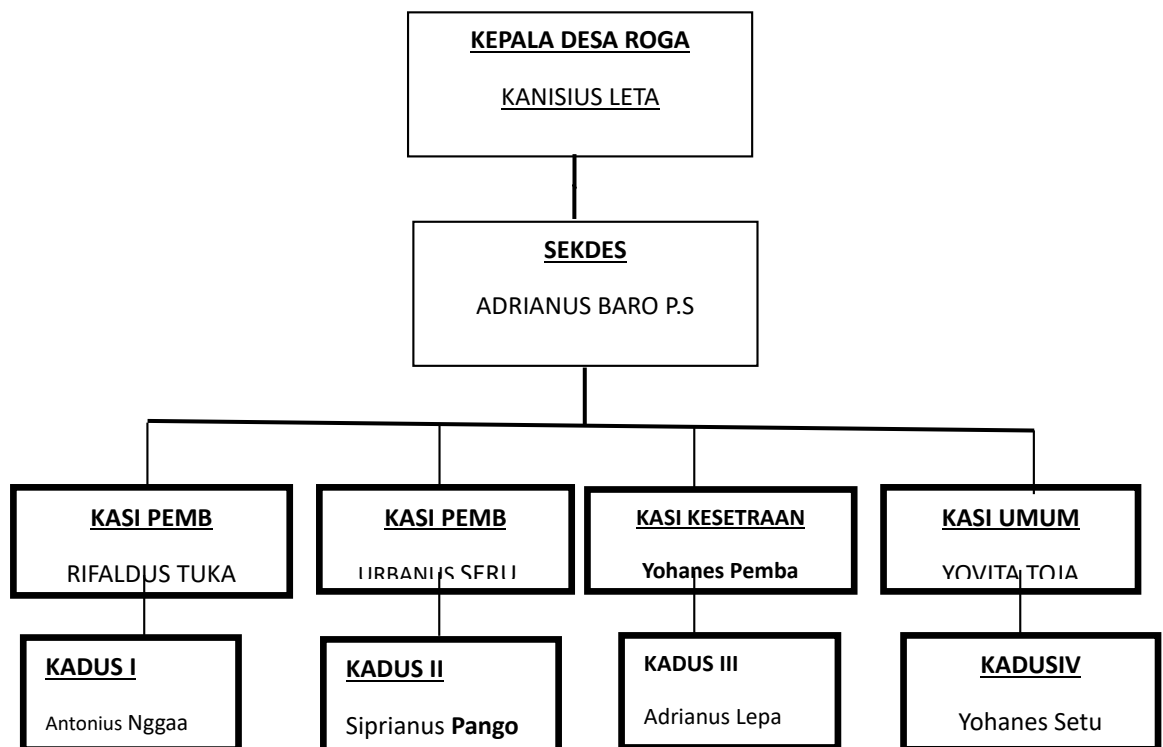 KEPALA DESA ROGA
KANISIUS LETA
SEKDES
ADRIANUS BARO P.S
KASI PEMB
RIFALDUS TUKA
KASI PEMB
URBANUS SERU
KASI KESETRAAN
Yohanes Pemba
KASI UMUM
YOVITA TOJA
KADUS I
Antonius Nggaa
KADUS II
Siprianus Pango
KADUS III
Adrianus Lepa
KADUSIV
Yohanes Setu